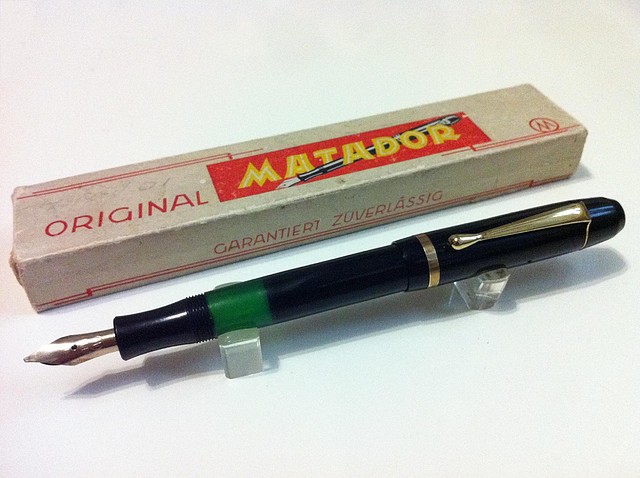 ORIGINAL MATADOR
GARANTIERT ZUVERLÄSSIG
M